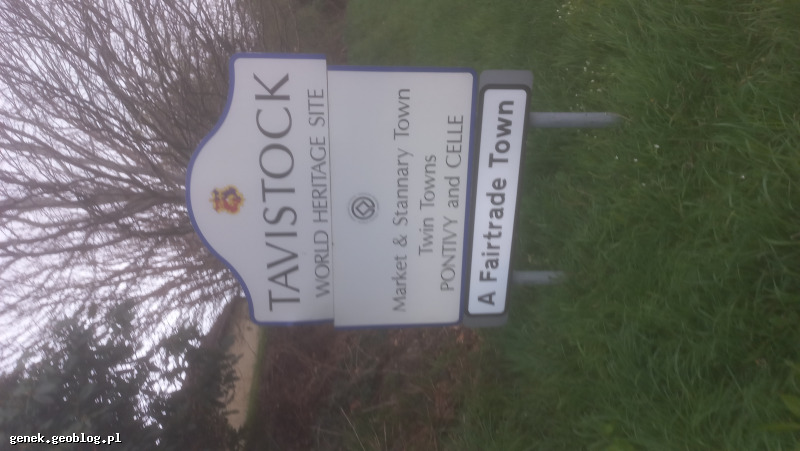 TAVISTOCK
WORLD HERITAGE SITE
Market & Stannary Town
Twin Towns
PONTIVY and CELLE
A Fairtrade Town
genek.geoblog.pl